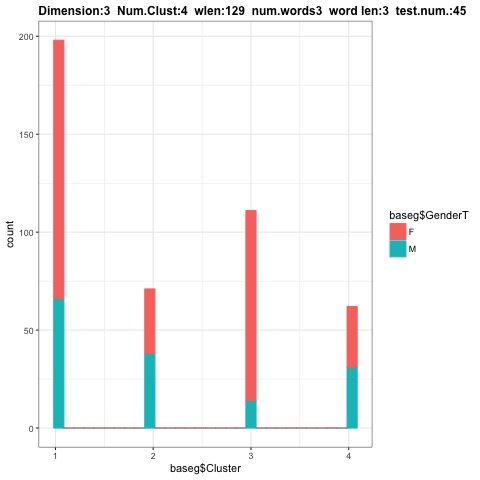 Dimension:3 Num.Clust:4 wlen:129 num.words3 word len:3 test.num.:45
200
150
100
50
0
count
1 2 3 4
baseg$Cluster
baseg$GenderT
F
M